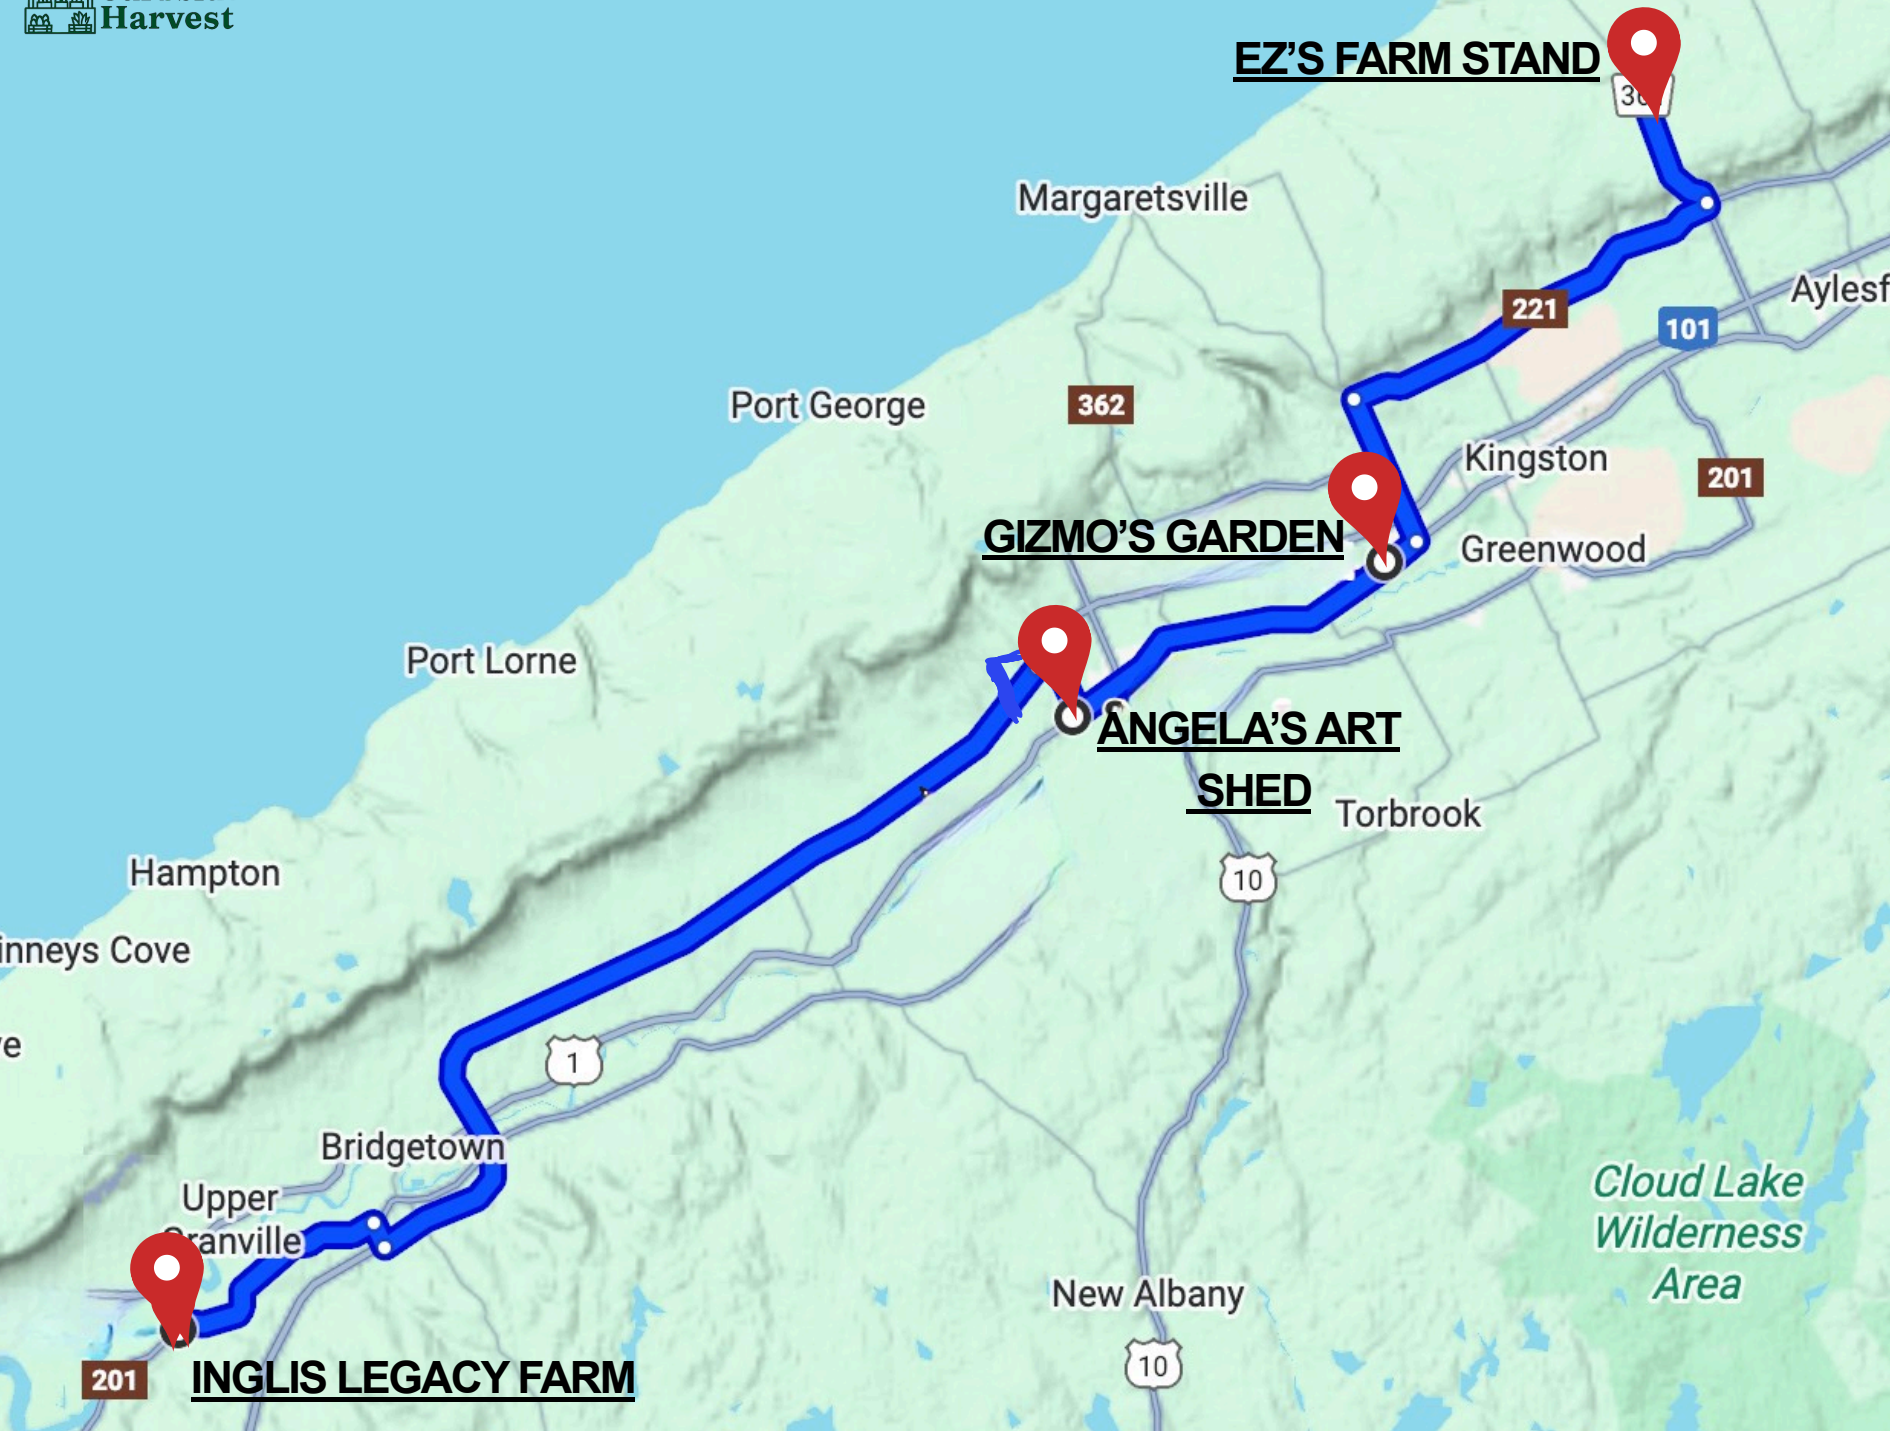 Harvest
EZ’S FARM STAND
Margaretsville
221
Aylesf
101
Port George
362
Kingston
201
GIZMO’S GARDEN
Greenwood
Port Lorne
ANGELA’S ART
SHED
Torbrook
Hampton
10
inneys Cove
1
Bridgetown
Upper
Granville
Cloud Lake
Wilderness
Area
New Albany
10
201
INGLIS LEGACY FARM